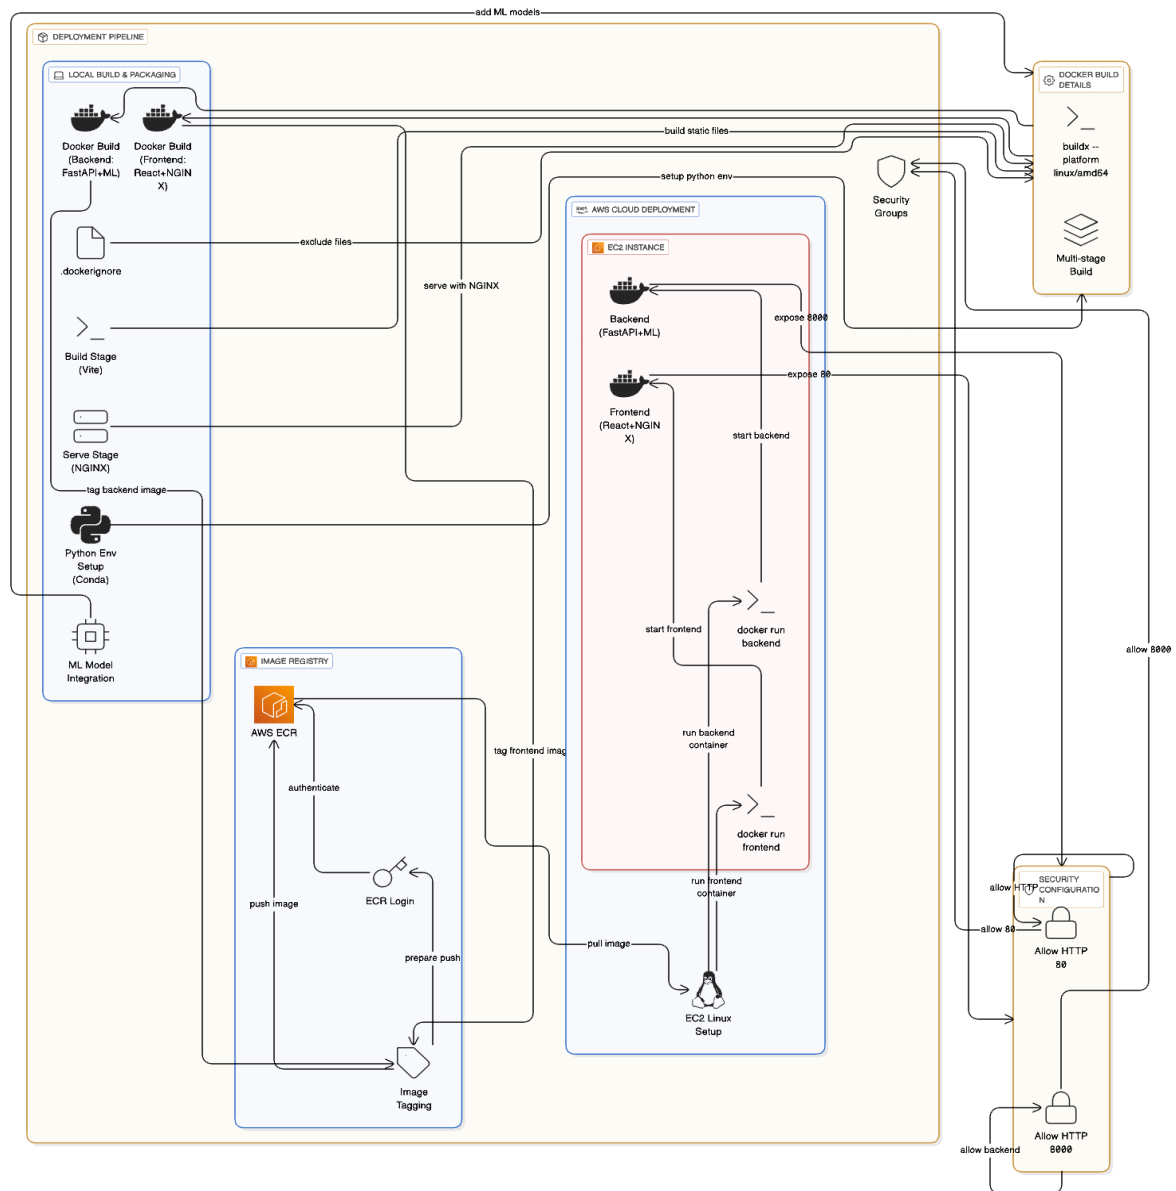 add ML models
DEPLOYMENT PIPELINE
LOCAL BUILD & PACKAGING
DOCKER BUILD
DETAILS
Docker Build
(Backend:
FastAPI+ML)
Docker Build
(Frontend:
React+NGIN
X)
build static files
buildx --
platform
linux/amd64
setup python env
Security
Groups
AWS CLOUD DEPLOYMENT
exclude files
.dockerignore
EC2 INSTANCE
Multi-stage
Build
serve with NGINX
Backend
(FastAPI+ML)
expose 8000
Build Stage
(Vite)
expose 80
Frontend
(React+NGIN
X)
start backend
Serve Stage
(NGINX)
tag backend image
Python Env
Setup
(Conda)
start frontend
docker run
backend
allow 8000
ML Model
Integration
IMAGE REGISTRY
AWS ECR
run backend
container
tag frontend imag
authenticate
docker run
frontend
run frontend
container
SECURITY
CONFIGURATIO
N
allow HTTP
ECR Login
push image
allow 80
pull image
Allow HTTP
80
prepare push
EC2 Linux
Setup
Image
Tagging
Allow HTTP
8000
allow backend